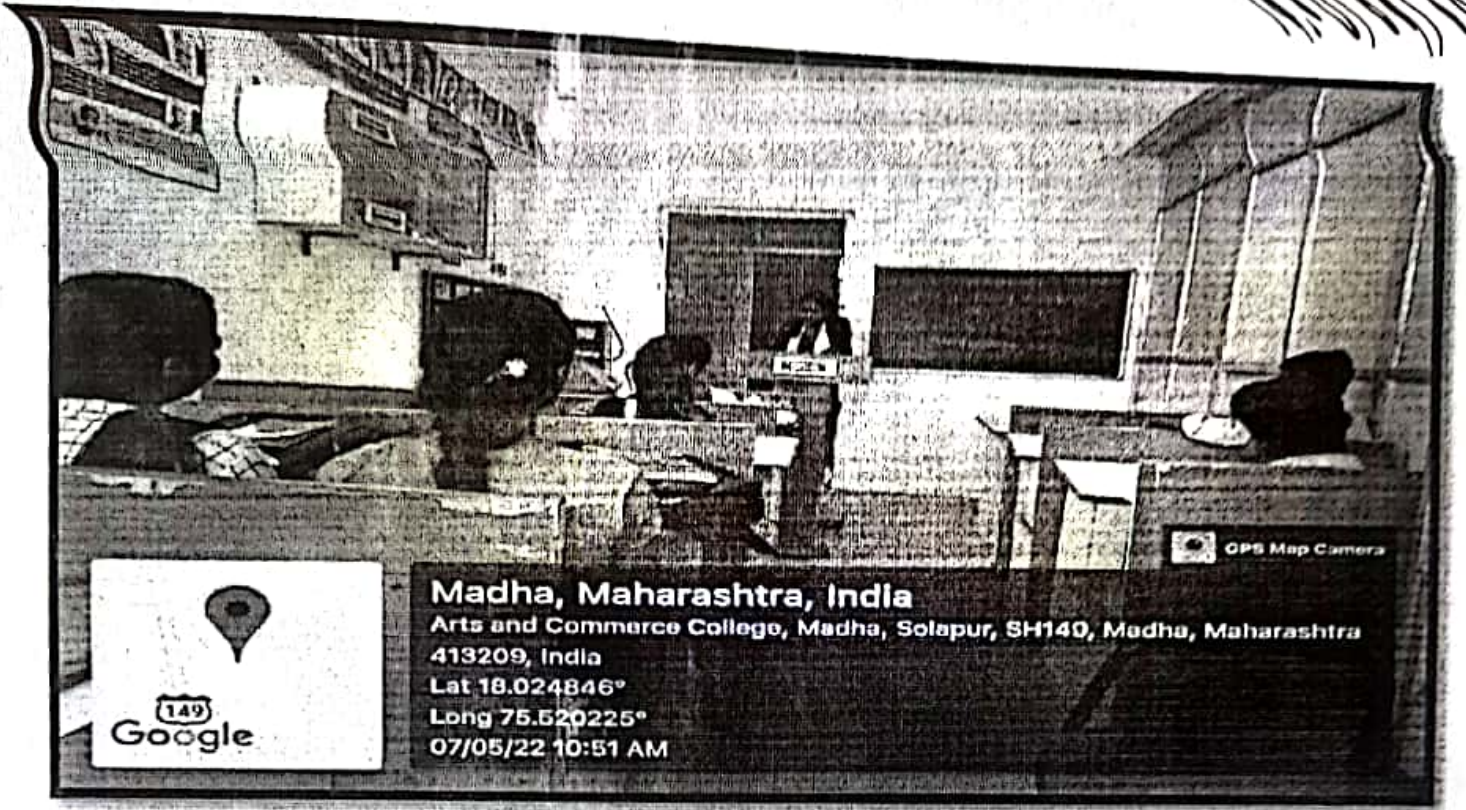 GPS Map Camera
Madha, Maharashtra, India
Arts and Commerce College, Madha, Solapur, SH140, Madha, Maharashtra
413209, India
Lat 18.024846°
Long 75.520225°
07/05/22 10:51 AM
149
Google